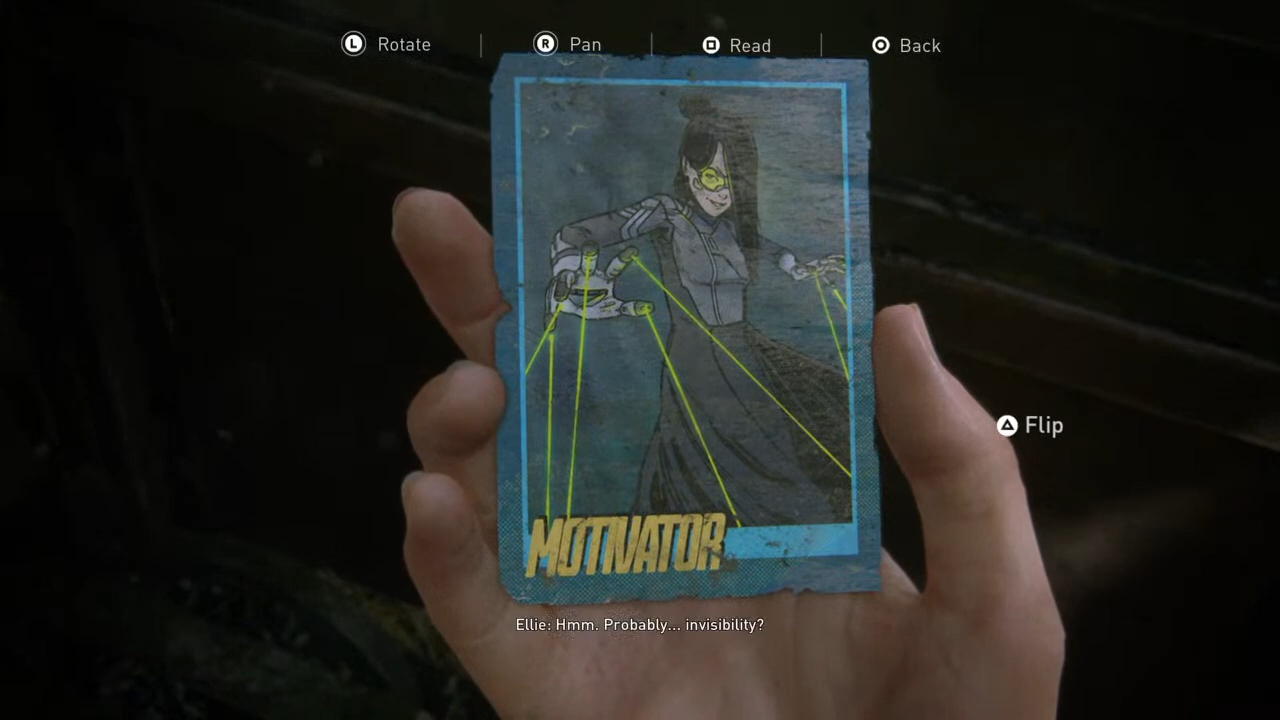 L Rotate
R Pan
Read
Back
Flip
MOTIVATOR
Ellie: Hmm. Probably... invisibility?